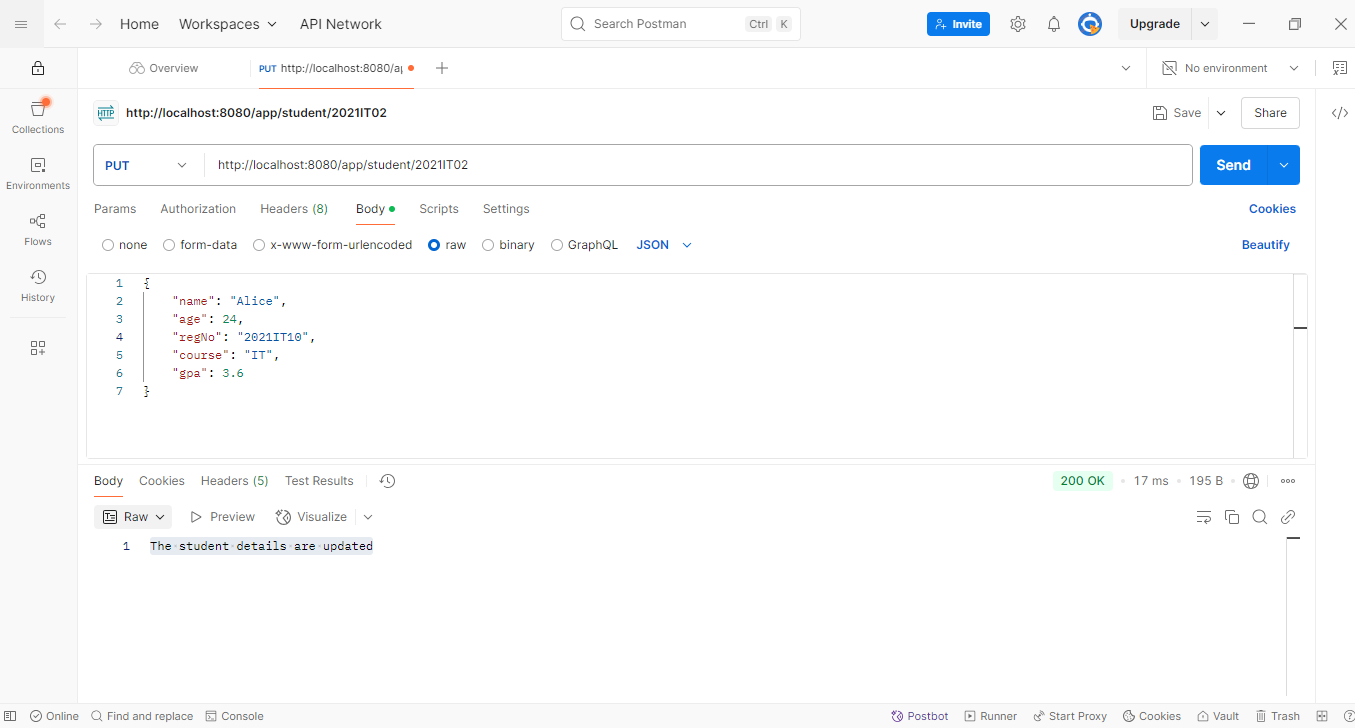 Home Workspaces API Network Search Postman Ctrl K Invite Upgrade
Overview PUT http://localhost:8080/ap No environment
HTTP http://localhost:8080/app/student/2021IT02 Save Share
Collections
Environments
Flows
History
PUT http://localhost:8080/app/student/2021IT02 Send
Params Authorization Headers (8) Body Scripts Settings Cookies
none form-data x-www-form-urlencoded raw binary GraphQL JSON Beautify
1 {
2 "name": "Alice",
3 "age": 24,
4 "regNo": "2021IT10",
5 "course": "IT",
6 "gpa": 3.6
7 }
Body Cookies Headers (5) Test Results 200 OK • 17 ms • 195 B •
Raw Preview Visualize
1 The student details are updated
Online Find and replace Console Postbot Runner Start Proxy Cookies Vault Trash